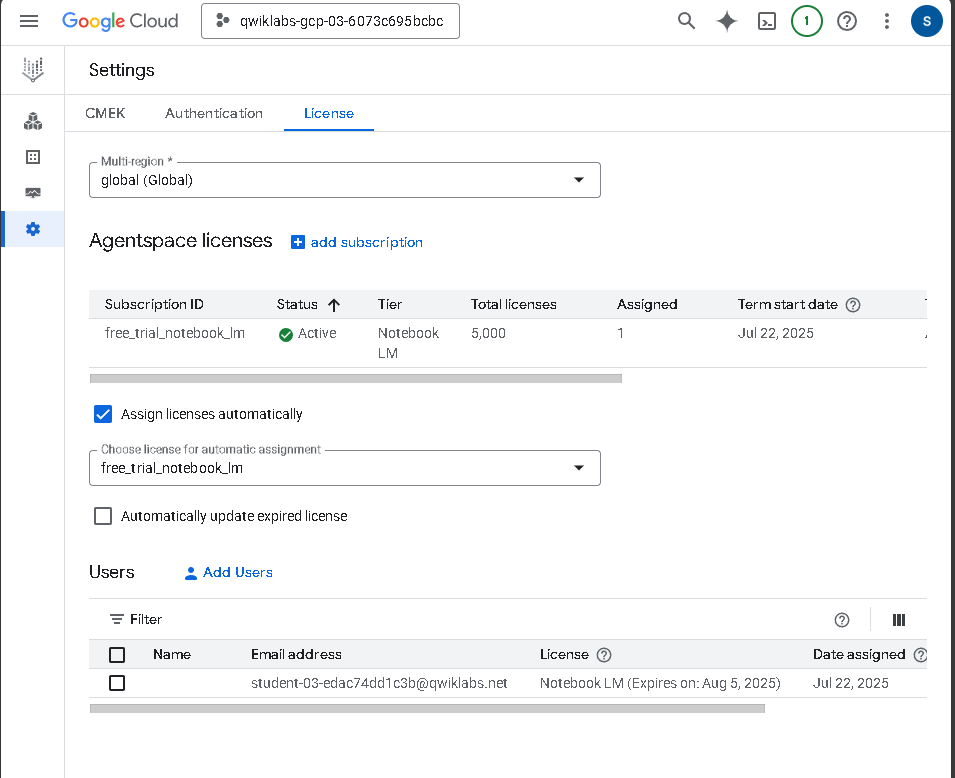 Google Cloud
qwiklabs-gcp-03-6073c695bcbc
1
S
Settings
CMEK Authentication License
Multi-region *
global (Global)
Agentspace licenses add subscription
Subscription ID Status Tier Total licenses Assigned Term start date
free_trial_notebook_lm Active Notebook 5,000 1 Jul 22, 2025
LM
Assign licenses automatically
Choose license for automatic assignment
free_trial_notebook_lm
Automatically update expired license
Users Add Users
Filter
Name Email address License Date assigned
student-03-edac74dd1c3b@qwiklabs.net Notebook LM (Expires on: Aug 5, 2025) Jul 22, 2025